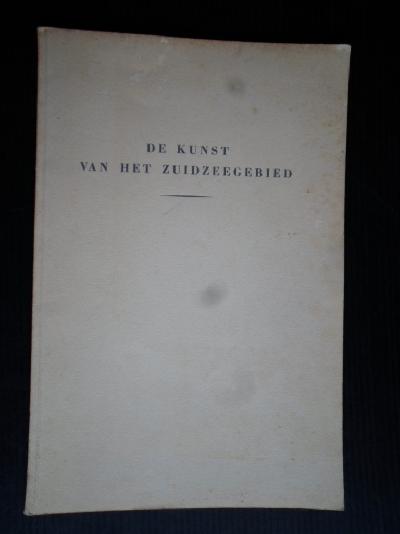 DE KUNST
VAN HET ZUIDZEEGEBIED